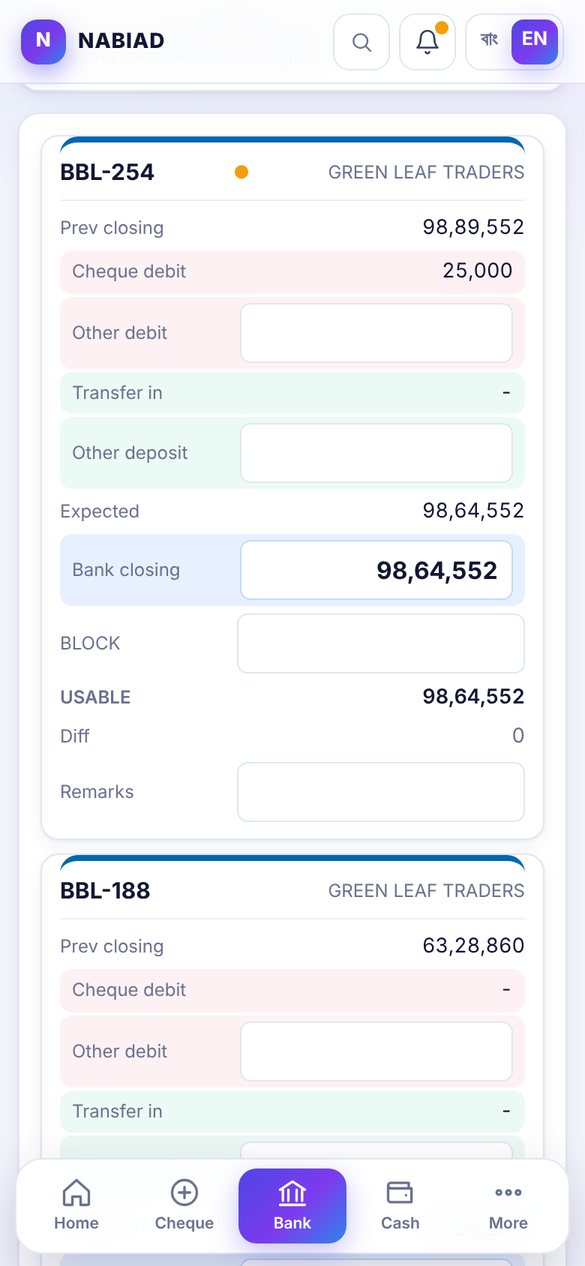 N NABIAD বাং EN
BBL-254 GREEN LEAF TRADERS
Prev closing 98,89,552
Cheque debit 25,000
Other debit
Transfer in -
Other deposit
Expected 98,64,552
Bank closing 98,64,552
BLOCK
USABLE 98,64,552
Diff 0
Remarks
BBL-188 GREEN LEAF TRADERS
Prev closing 63,28,860
Cheque debit -
Other debit
Transfer in -
Home Cheque Bank Cash More